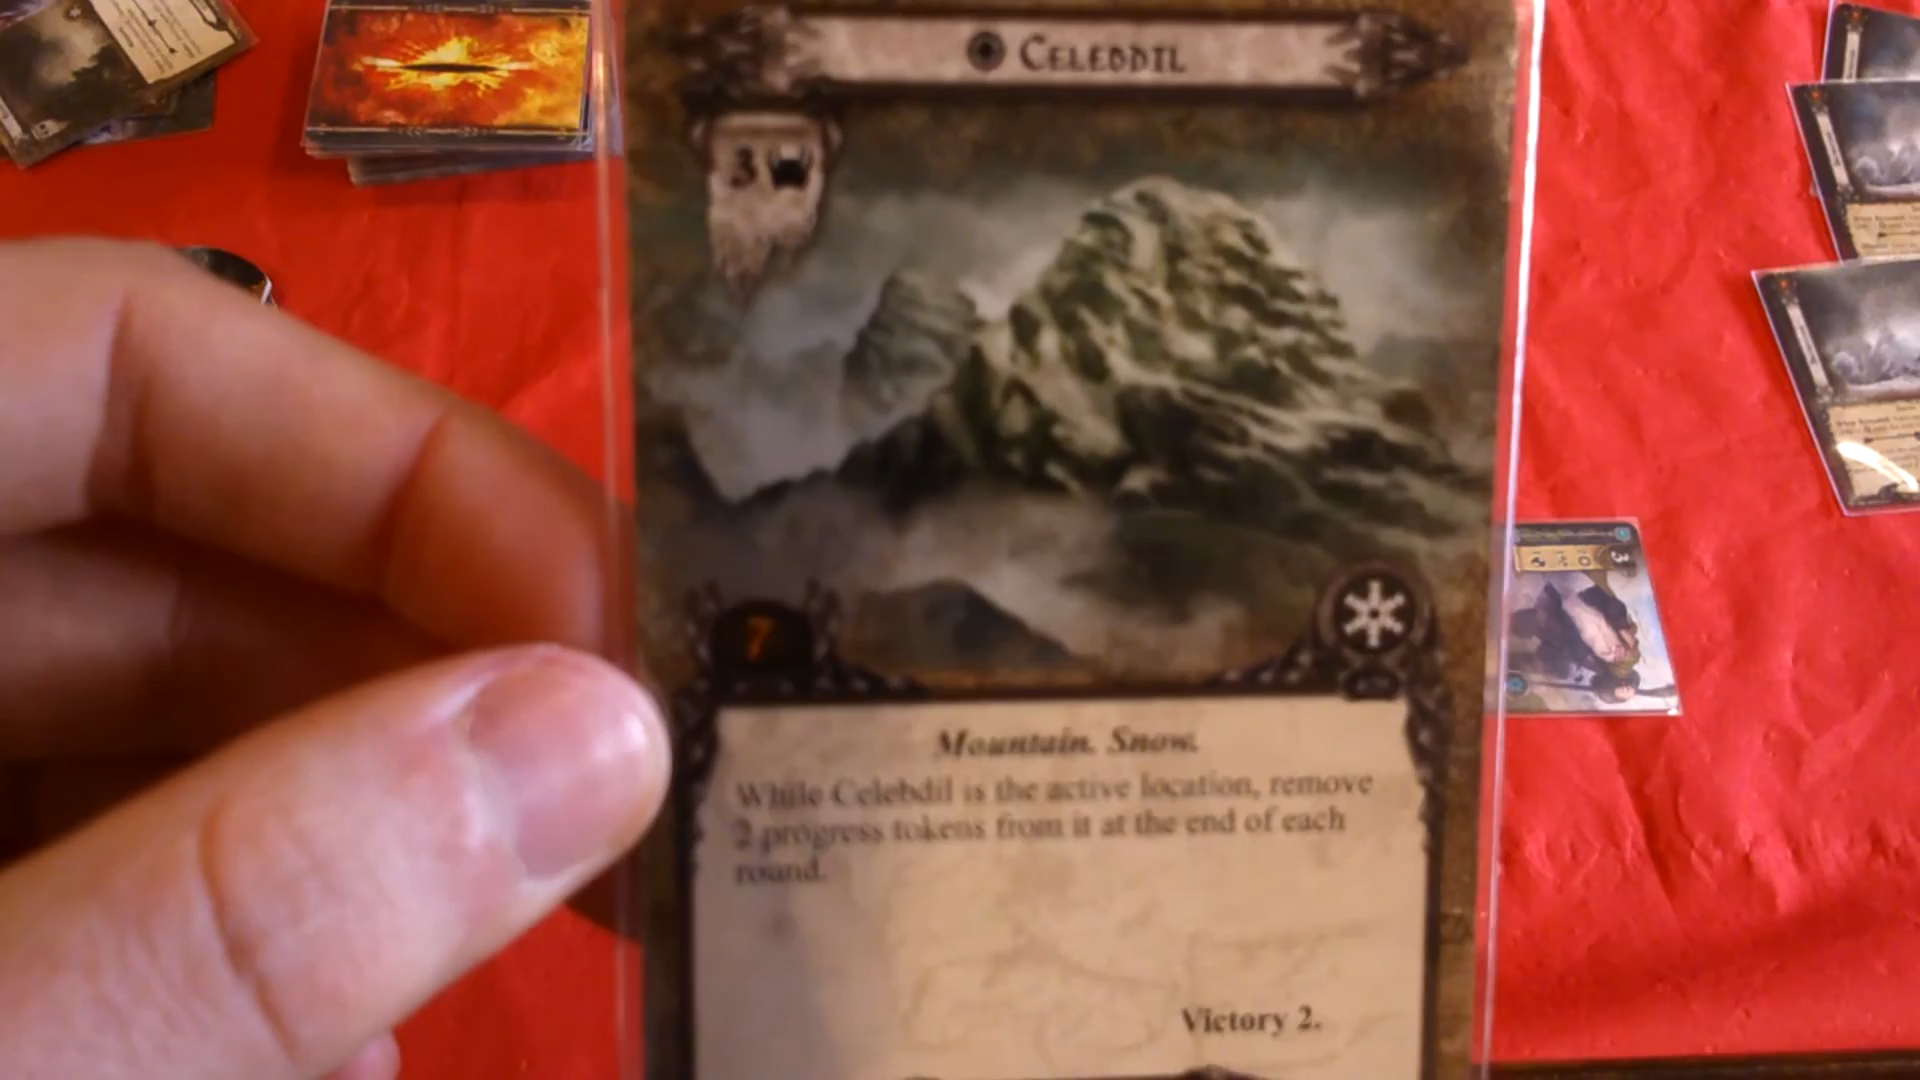 Celebdil
3
7
Mountain. Snow.
While Celebdil is the active location, remove
2 progress tokens from it at the end of each
round.
Victory 2.
3